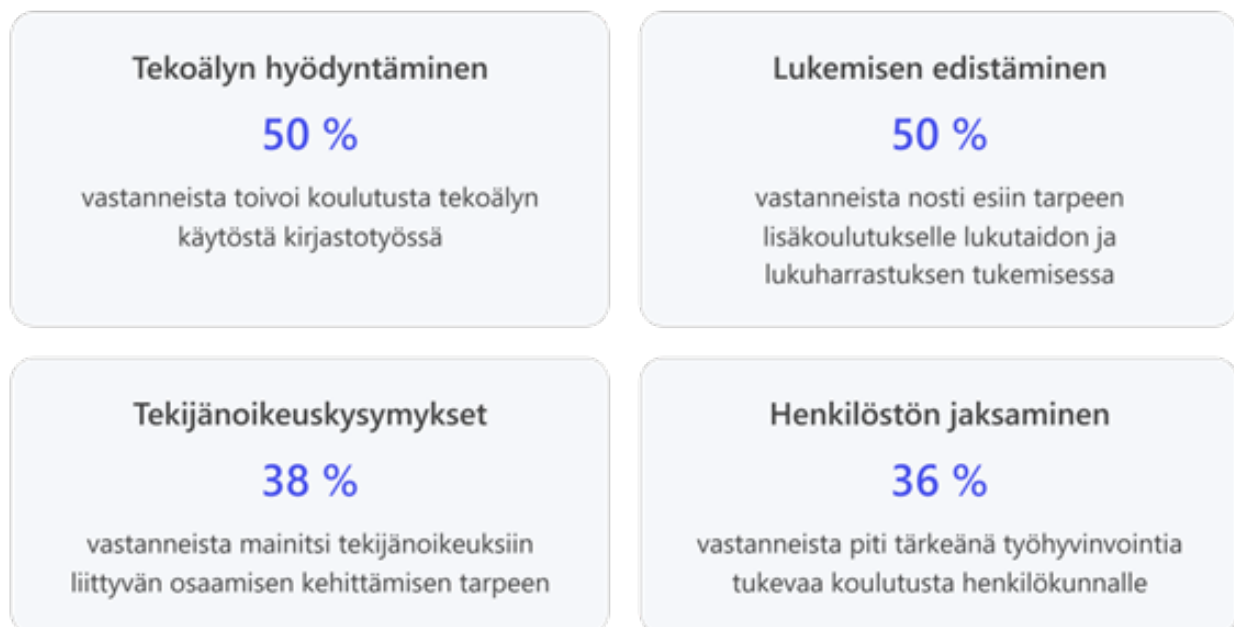 Tekoälyn hyödyntäminen
50 %
vastanneista toivoi koulutusta tekoälyn
käytöstä kirjastotyössä
Lukemisen edistäminen
50 %
vastanneista nosti esiin tarpeen
lisäkoulutukselle lukutaidon ja
lukuharrastuksen tukemisessa
Tekijänoikeuskysymykset
38 %
vastanneista mainitsi tekijänoikeuksiin
liittyvän osaamisen kehittämisen tarpeen
Henkilöstön jaksaminen
36 %
vastanneista piti tärkeänä työhyvinvointia
tukevaa koulutusta henkilökunnalle